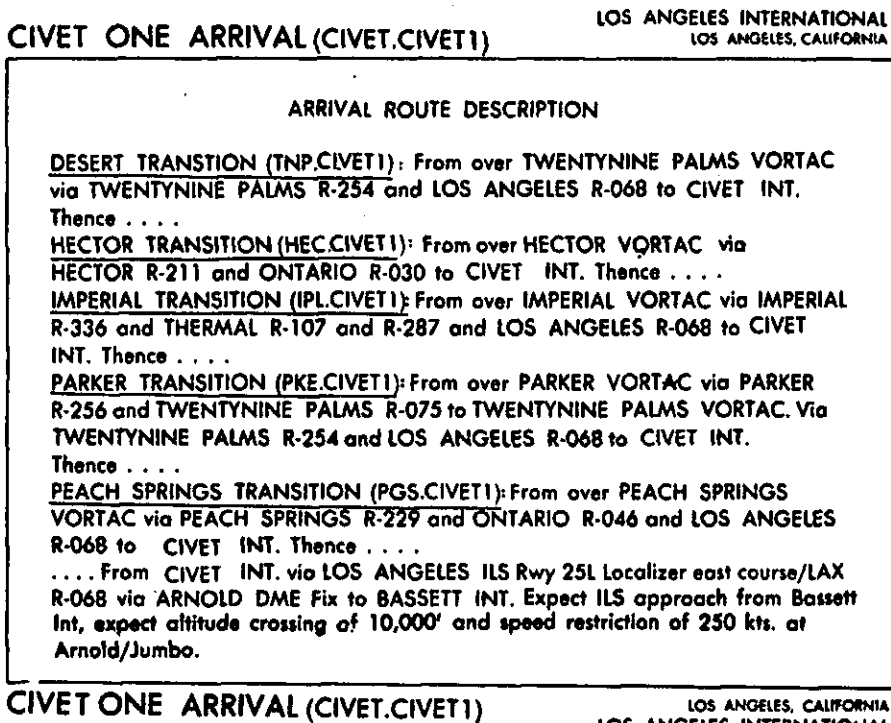 CIVET ONE ARRIVAL (CIVET.CIVET1)
LOS ANGELES INTERNATIONAL
LOS ANGELES, CALIFORNIA
ARRIVAL ROUTE DESCRIPTION
DESERT TRANSTION (TNP.CIVET1): From over TWENTYNINE PALMS VORTAC
via TWENTYNINE PALMS R-254 and LOS ANGELES R-068 to CIVET INT.
Thence . . . .
HECTOR TRANSITION (HEC.CIVET1): From over HECTOR VORTAC via
HECTOR R-211 and ONTARIO R-030 to CIVET INT. Thence . . . .
IMPERIAL TRANSITION (IPL.CIVET1): From over IMPERIAL VORTAC via IMPERIAL
R-336 and THERMAL R-107 and R-287 and LOS ANGELES R-068 to CIVET
INT. Thence . . . .
PARKER TRANSITION (PKE.CIVET1): From over PARKER VORTAC via PARKER
R-256 and TWENTYNINE PALMS R-075 to TWENTYNINE PALMS VORTAC. Via
TWENTYNINE PALMS R-254 and LOS ANGELES R-068 to CIVET INT.
Thence . . . .
PEACH SPRINGS TRANSITION (PGS.CIVET1): From over PEACH SPRINGS
VORTAC via PEACH SPRINGS R-229 and ONTARIO R-046 and LOS ANGELES
R-068 to CIVET INT. Thence . . . .
. . . . From CIVET INT. via LOS ANGELES ILS Rwy 25L Localizer east course/LAX
R-068 via ARNOLD DME Fix to BASSETT INT. Expect ILS approach from Bassett
Int, expect altitude crossing of 10,000' and speed restriction of 250 kts. at
Arnold/Jumbo.
CIVET ONE ARRIVAL (CIVET.CIVET1)
LOS ANGELES, CALIFORNIA
LOS ANGELES INTERNATIONAL